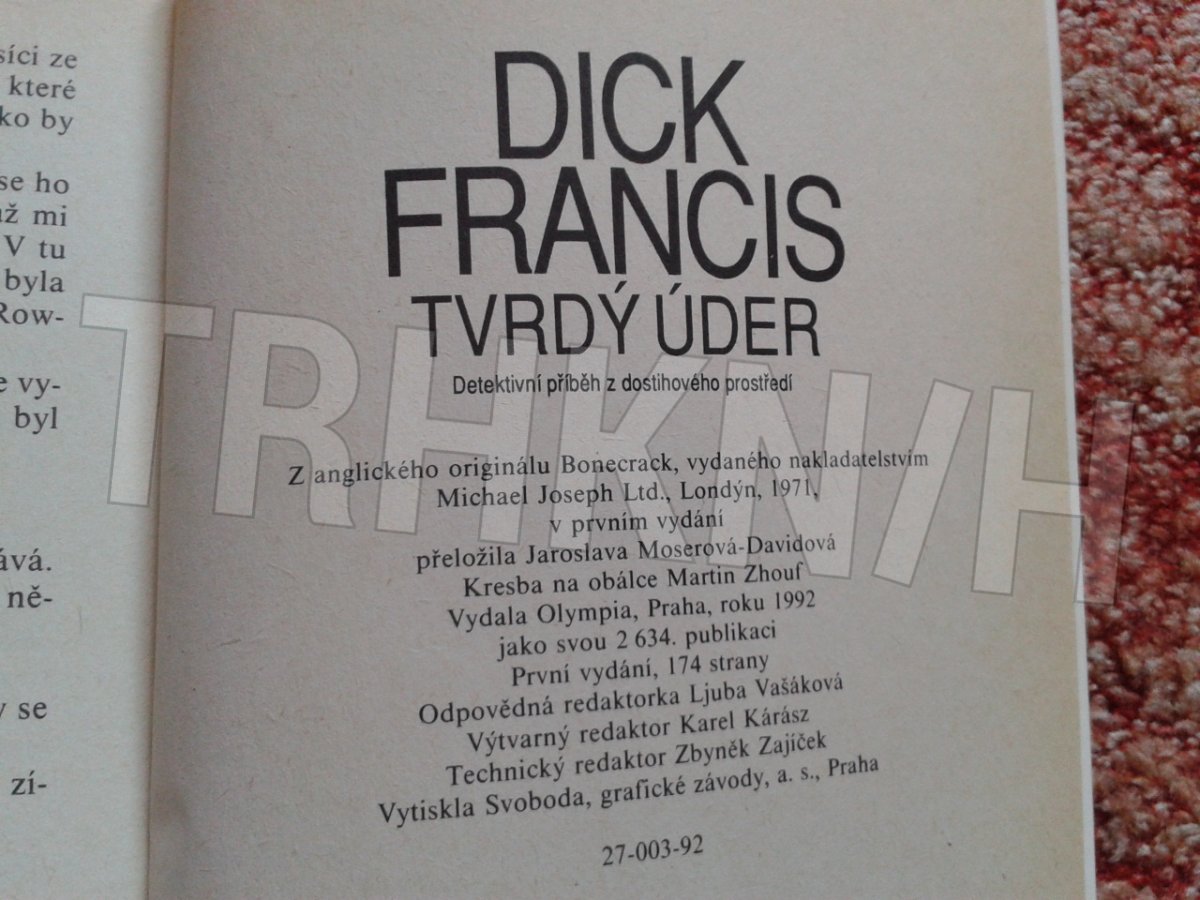 síci ze
které
ko by
se ho
až mi
V tu
byla
Row-
e vy-
byl
ává.
ně-
y se
zí-
DICK
FRANCIS
TVRDÝ ÚDER
Detektivní příběh z dostihového prostředí
Z anglického originálu Bonecrack, vydaného nakladatelstvím
Michael Joseph Ltd., Londýn, 1971,
v prvním vydání
přeložila Jaroslava Moserová-Davidová
Kresba na obálce Martin Zhouf
Vydala Olympia, Praha, roku 1992
jako svou 2 634. publikaci
První vydání, 174 strany
Odpovědná redaktorka Ljuba Vašáková
Výtvarný redaktor Karel Kárász
Technický redaktor Zbyněk Zajíček
Vytiskla Svoboda, grafické závody, a. s., Praha
27-003-92
TRHKNIH